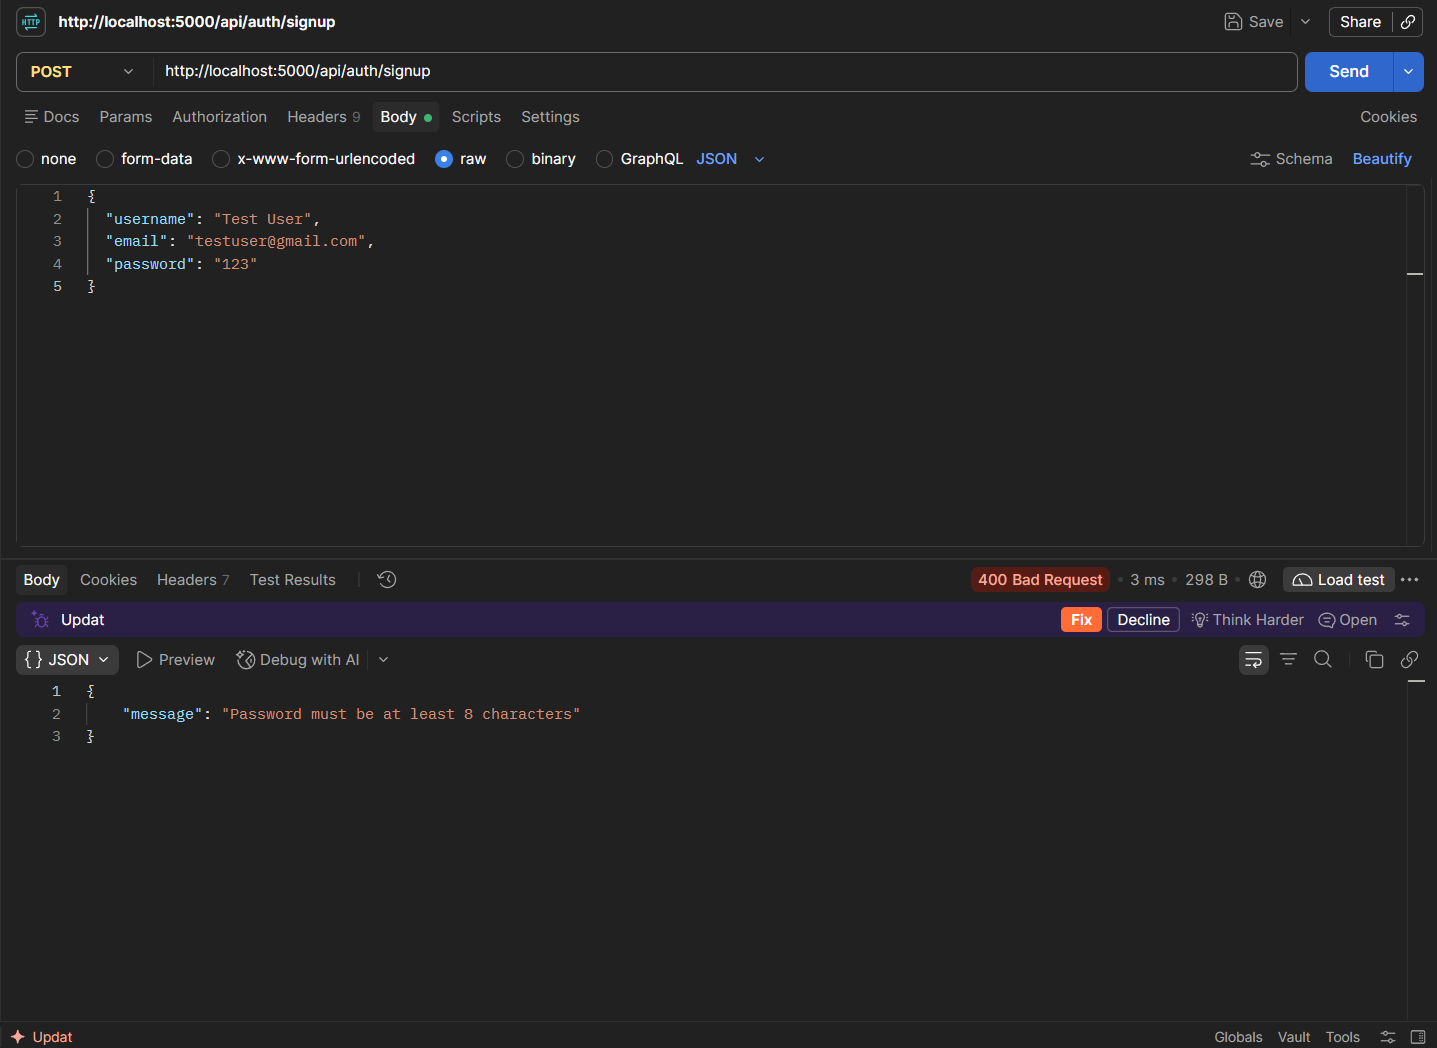 HTTP http://localhost:5000/api/auth/signup Save Share
POST http://localhost:5000/api/auth/signup Send
Docs Params Authorization Headers 9 Body Scripts Settings Cookies
none form-data x-www-form-urlencoded raw binary GraphQL JSON Schema Beautify
1 {
2 "username": "Test User",
3 "email": "testuser@gmail.com",
4 "password": "123"
5 }
Body Cookies Headers 7 Test Results 400 Bad Request 3 ms 298 B Load test
Updat Fix Decline Think Harder Open
{} JSON Preview Debug with AI
1 {
2 "message": "Password must be at least 8 characters"
3 }
Updat Globals Vault Tools